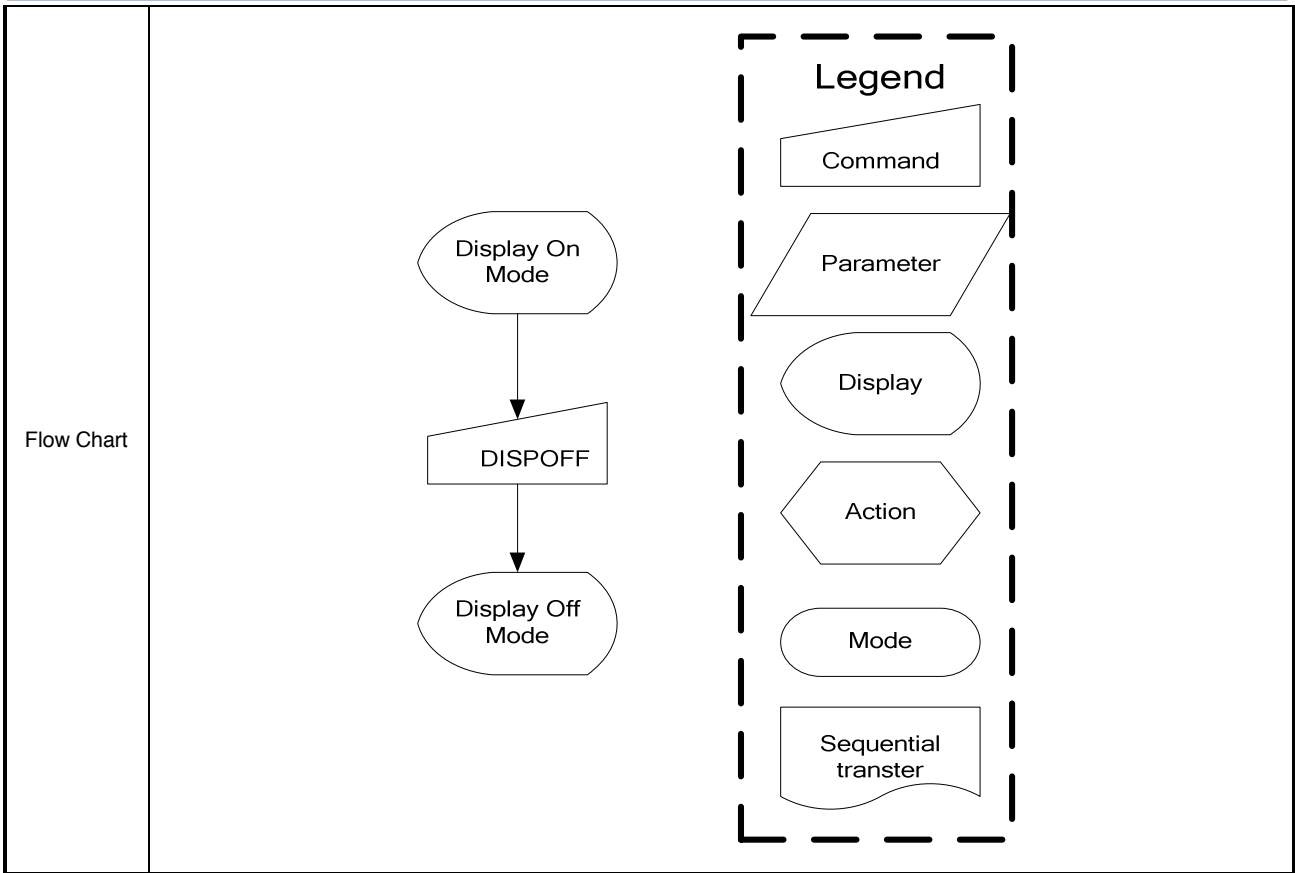 Flow Chart
Display On
Mode
DISPOFF
Display Off
Mode
Legend
Command
Parameter
Display
Action
Mode
Sequential
transter